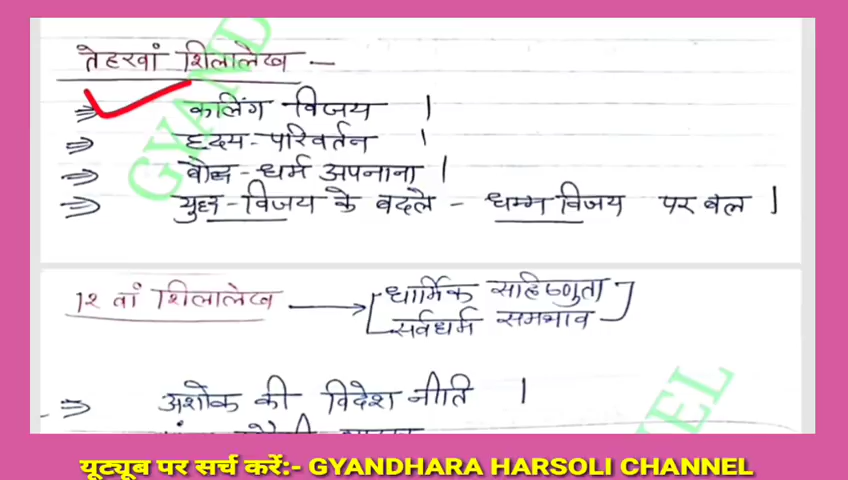 तेहरवां शिलालेख –
⇒ कलिंग विजय |
⇒ हृदय-परिवर्तन |
⇒ बौद्ध-धर्म अपनाना |
⇒ युद्ध-विजय के बदले - धम्म विजय पर बल |
12 वां शिलालेख → [धार्मिक सहिष्णुता
सर्वधर्म समभाव]
⇒ अशोक की विदेश नीति |
यूट्यूब पर सर्च करें:- GYANDHARA HARSOLI CHANNEL